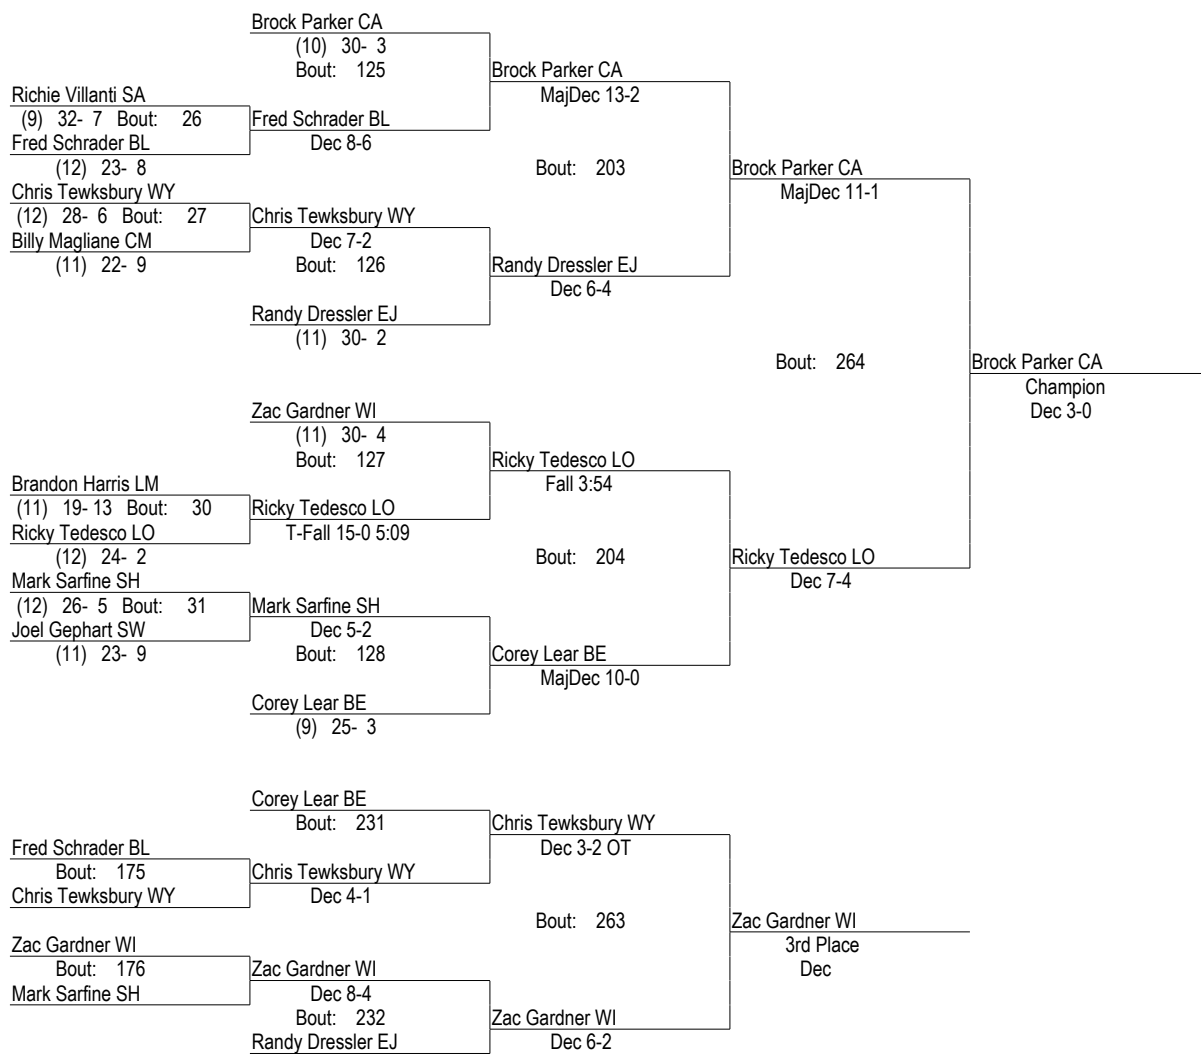 Brock Parker CA
(10) 30- 3
Bout: 125
Brock Parker CA
MajDec 13-2
Richie Villanti SA
(9) 32- 7 Bout: 26
Fred Schrader BL
(12) 23- 8
Fred Schrader BL
Dec 8-6
Bout: 203
Brock Parker CA
MajDec 11-1
Chris Tewksbury WY
(12) 28- 6 Bout: 27
Billy Magliane CM
(11) 22- 9
Chris Tewksbury WY
Dec 7-2
Bout: 126
Randy Dressler EJ
Dec 6-4
Randy Dressler EJ
(11) 30- 2
Bout: 264
Brock Parker CA
Champion
Dec 3-0
Zac Gardner WI
(11) 30- 4
Bout: 127
Ricky Tedesco LO
Fall 3:54
Brandon Harris LM
(11) 19- 13 Bout: 30
Ricky Tedesco LO
(12) 24- 2
Ricky Tedesco LO
T-Fall 15-0 5:09
Bout: 204
Ricky Tedesco LO
Dec 7-4
Mark Sarfine SH
(12) 26- 5 Bout: 31
Joel Gephart SW
(11) 23- 9
Mark Sarfine SH
Dec 5-2
Bout: 128
Corey Lear BE
MajDec 10-0
Corey Lear BE
(9) 25- 3
Corey Lear BE
Bout: 231
Chris Tewksbury WY
Dec 3-2 OT
Fred Schrader BL
Bout: 175
Chris Tewksbury WY
Chris Tewksbury WY
Dec 4-1
Bout: 263
Zac Gardner WI
3rd Place
Dec
Zac Gardner WI
Bout: 176
Mark Sarfine SH
Zac Gardner WI
Dec 8-4
Bout: 232
Zac Gardner WI
Dec 6-2
Randy Dressler EJ